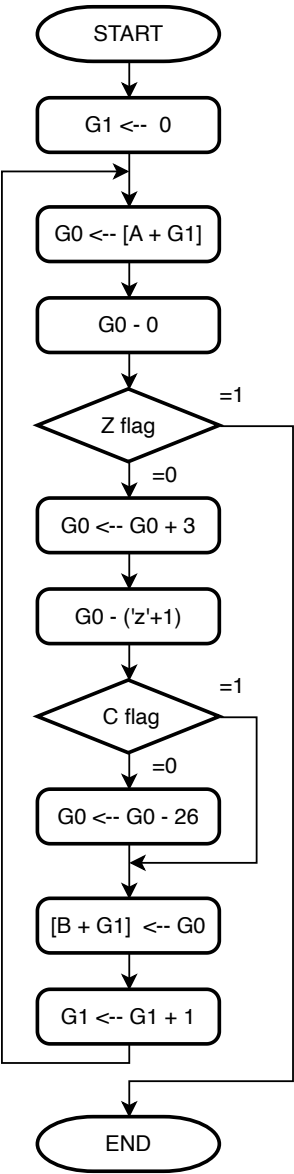 START
G1 <-- 0
G0 <-- [A + G1]
G0 - 0
=1
Z flag
=0
G0 <-- G0 + 3
G0 - ('z'+1)
=1
C flag
=0
G0 <-- G0 - 26
[B + G1] <-- G0
G1 <-- G1 + 1
END